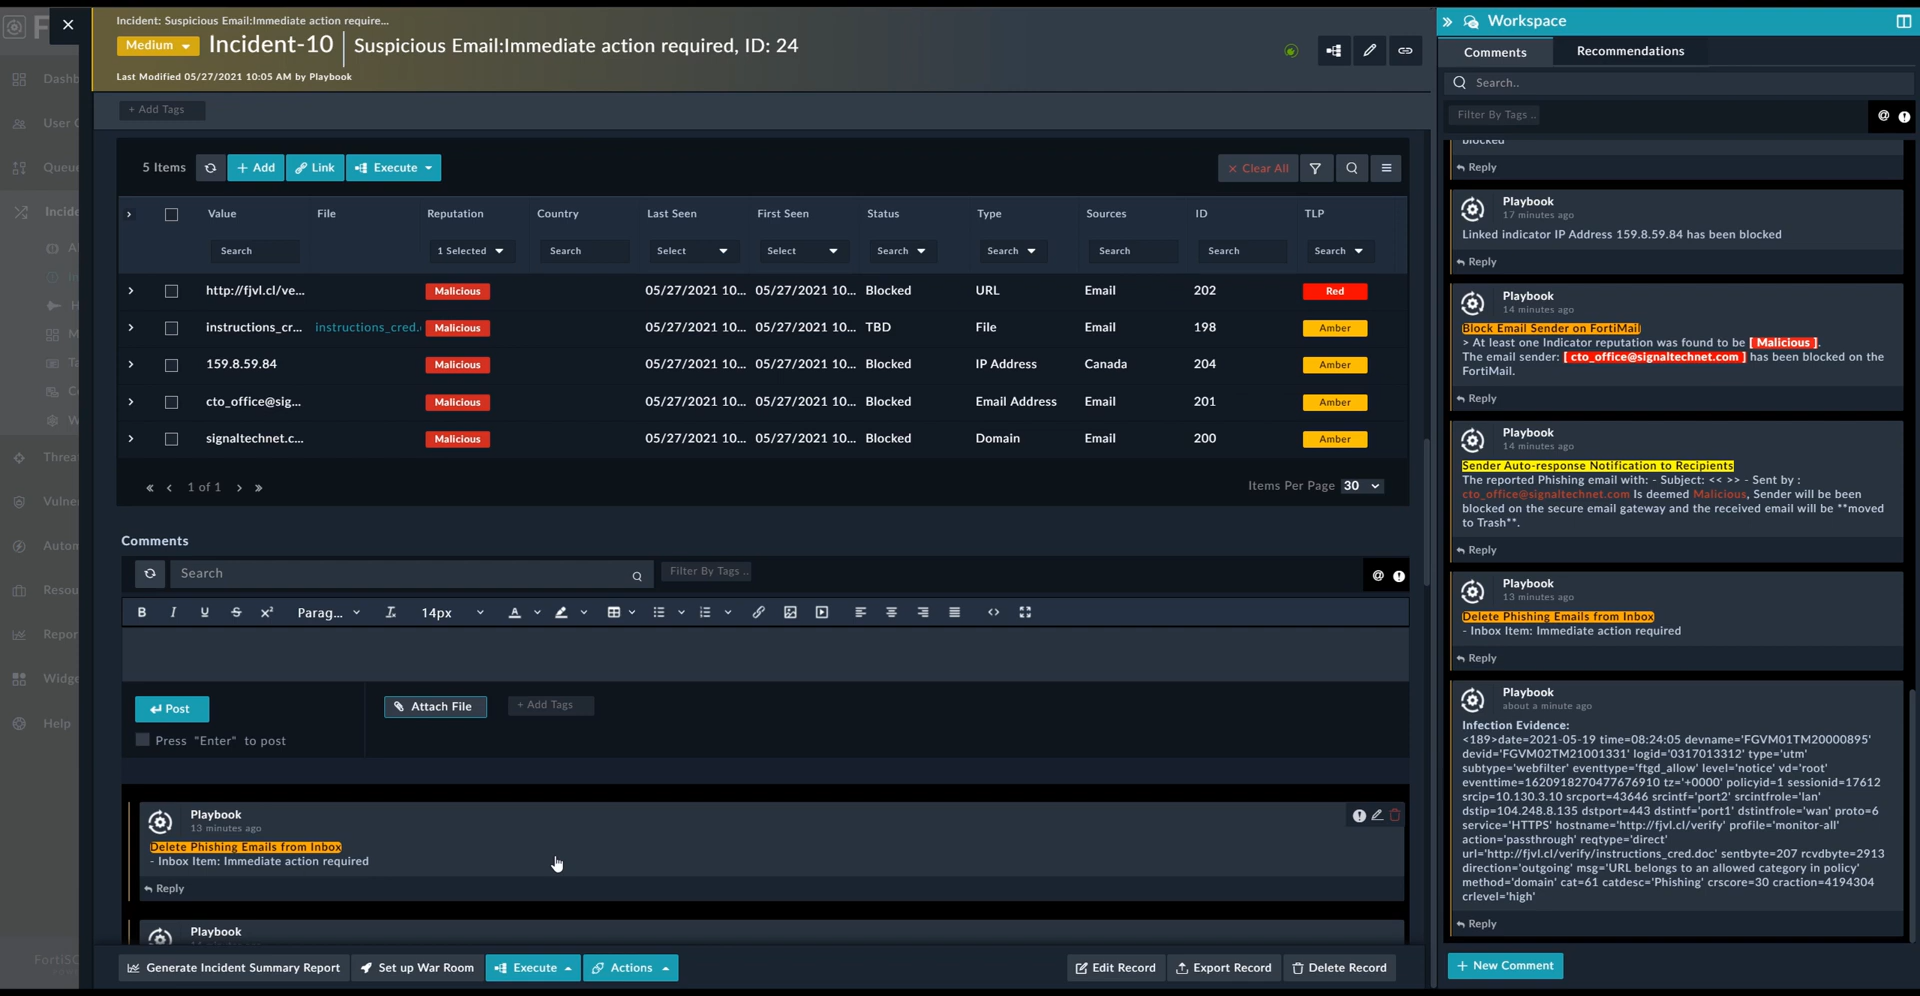 Incident: Suspicious Email:Immediate action require...
Medium
Incident-10
Suspicious Email:Immediate action required, ID: 24
Last Modified 05/27/2021 10:05 AM by Playbook
+ Add Tags
5 Items
+ Add
Link
Execute
× Clear All
Value File Reputation Country Last Seen First Seen Status Type Sources ID TLP
Search 1 Selected Search Select Select Search Search Search Search Search
http://fjvl.cl/ve... Malicious 05/27/2021 10... 05/27/2021 10... Blocked URL Email 202 Red
instructions_cr... instructions_cred. Malicious 05/27/2021 10... 05/27/2021 10... TBD File Email 198 Amber
159.8.59.84 Malicious 05/27/2021 10... 05/27/2021 10... Blocked IP Address Canada 204 Amber
cto_office@sig... Malicious 05/27/2021 10... 05/27/2021 10... Blocked Email Address Email 201 Amber
signaltechnet.c... Malicious 05/27/2021 10... 05/27/2021 10... Blocked Domain Email 200 Amber
« ‹ 1 of 1 › »
Items Per Page 30
Comments
Search
Filter By Tags ..
B I U S X² Parag... 14px A
Post
Attach File
+ Add Tags
Press "Enter" to post
Playbook
13 minutes ago
Delete Phishing Emails from Inbox
- Inbox Item: Immediate action required
Reply
Playbook
Generate Incident Summary Report
Set up War Room
Execute
Actions
Edit Record
Export Record
Delete Record
Dashb
User
Queu
Incide
Threa
Vulne
Autom
Resou
Repor
Widge
Help
FortiS
Workspace
Comments
Recommendations
Search..
Filter By Tags ..
blocked
Reply
Playbook
17 minutes ago
Linked indicator IP Address 159.8.59.84 has been blocked
Reply
Playbook
14 minutes ago
Block Email Sender on FortiMail
> At least one Indicator reputation was found to be [ Malicious ].
The email sender: [ cto_office@signaltechnet.com ] has been blocked on the
FortiMail.
Reply
Playbook
14 minutes ago
Sender Auto-response Notification to Recipients
The reported Phishing email with: - Subject: << >> - Sent by :
cto_office@signaltechnet.com Is deemed Malicious, Sender will be
blocked on the secure email gateway and the received email will be **moved
to Trash**.
Reply
Playbook
13 minutes ago
Delete Phishing Emails from Inbox
- Inbox Item: Immediate action required
Reply
Playbook
about a minute ago
Infection Evidence:
<189>date=2021-05-19 time=08:24:05 devname='FGVM01TM20000895'
devid='FGVM02TM21001331' logid='0317013312' type='utm'
subtype='webfilter' eventtype='ftgd_allow' level='notice' vd='root'
eventtime=1620918270477676910 tz='+0000' policyid=1 sessionid=17612
srcip=10.130.3.10 srcport=43646 srcintf='port2' srcintfrole='lan'
dstip=104.248.8.135 dstport=443 dstintf='port1' dstintfrole='wan' proto=6
service='HTTPS' hostname='http://fjvl.cl/verify' profile='monitor-all'
action='passthrough' reqtype='direct'
url='http://fjvl.cl/verify/instructions_cred.doc' sentbyte=207 rcvdbyte=2913
direction='outgoing' msg='URL belongs to an allowed category in policy'
method='domain' cat=61 catdesc='Phishing' crscore=30 craction=4194304
crlevel='high'
Reply
+ New Comment